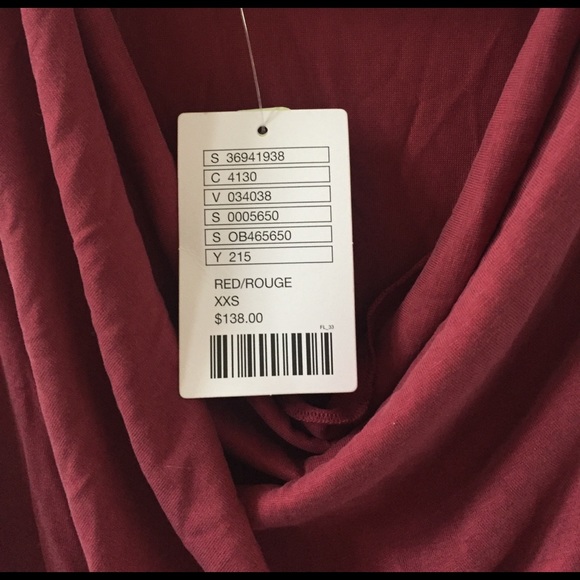 S 36941938
C 4130
V 034038
S 0005650
S OB465650
Y 215
RED/ROUGE
XXS
$138.00
FL_33